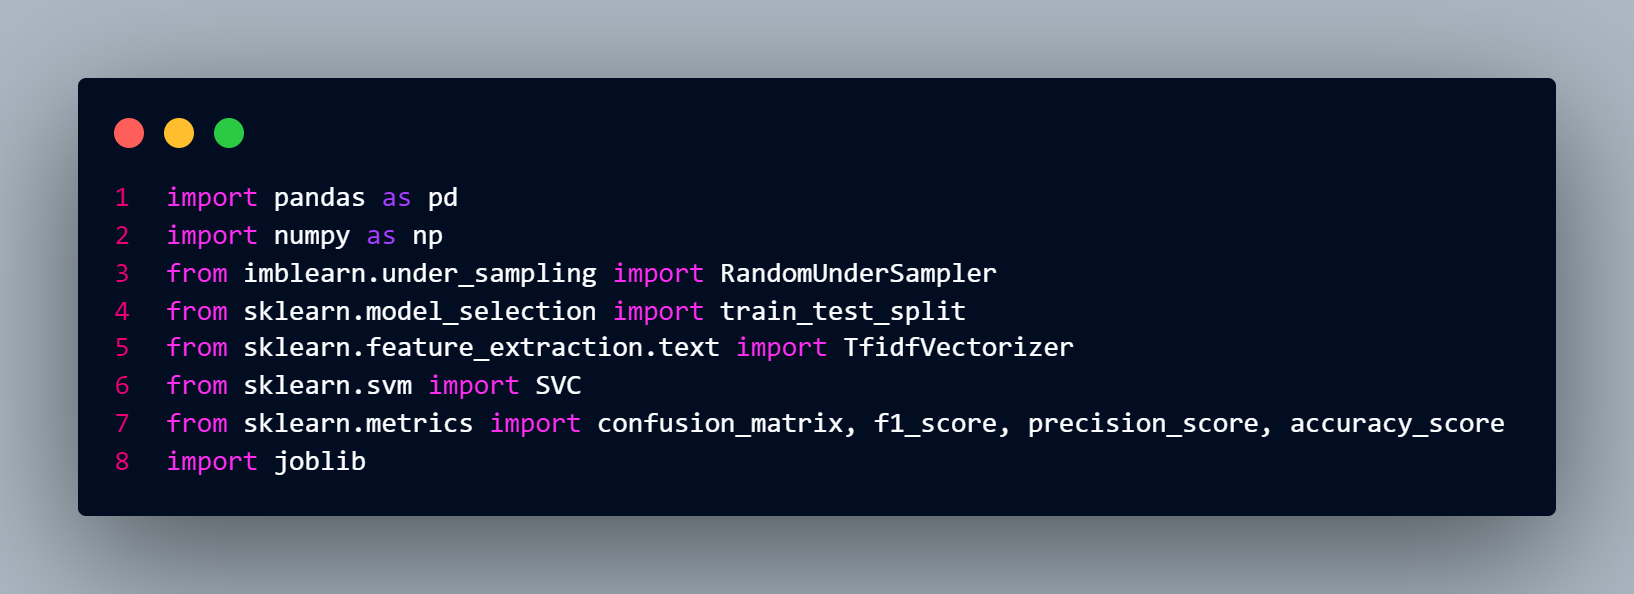 1 import pandas as pd
2 import numpy as np
3 from imblearn.under_sampling import RandomUnderSampler
4 from sklearn.model_selection import train_test_split
5 from sklearn.feature_extraction.text import TfidfVectorizer
6 from sklearn.svm import SVC
7 from sklearn.metrics import confusion_matrix, f1_score, precision_score, accuracy_score
8 import joblib